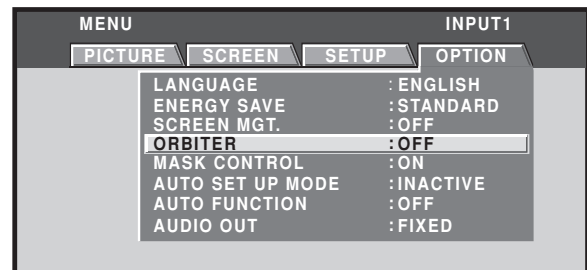 MENU INPUT1
PICTURE SCREEN SETUP OPTION
LANGUAGE :ENGLISH
ENERGY SAVE :STANDARD
SCREEN MGT. :OFF
ORBITER :OFF
MASK CONTROL :ON
AUTO SET UP MODE :INACTIVE
AUTO FUNCTION :OFF
AUDIO OUT :FIXED